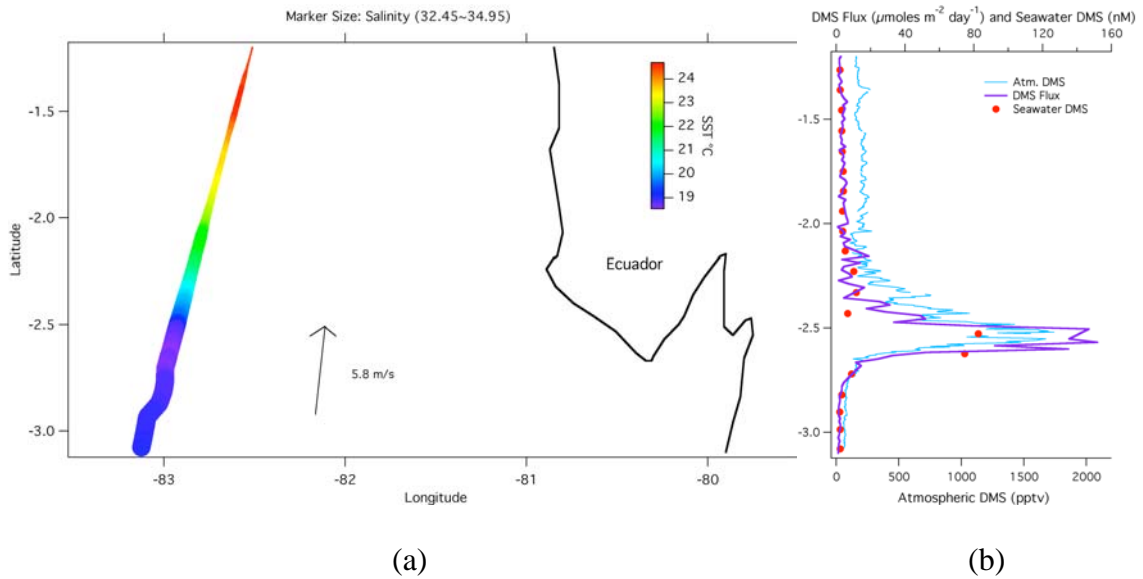 Marker Size: Salinity (32.45~34.95)
-1.5
-2.0
-2.5
-3.0
Latitude
-83
-82
-81
-80
Longitude
24
23
22
21
20
19
SST °C
Ecuador
5.8 m/s
(a)
DMS Flux (μmoles m⁻² day⁻¹) and Seawater DMS (nM)
0 40 80 120 160
Atm. DMS
DMS Flux
Seawater DMS
-1.5
-2.0
-2.5
-3.0
0 500 1000 1500 2000
Atmospheric DMS (pptv)
(b)